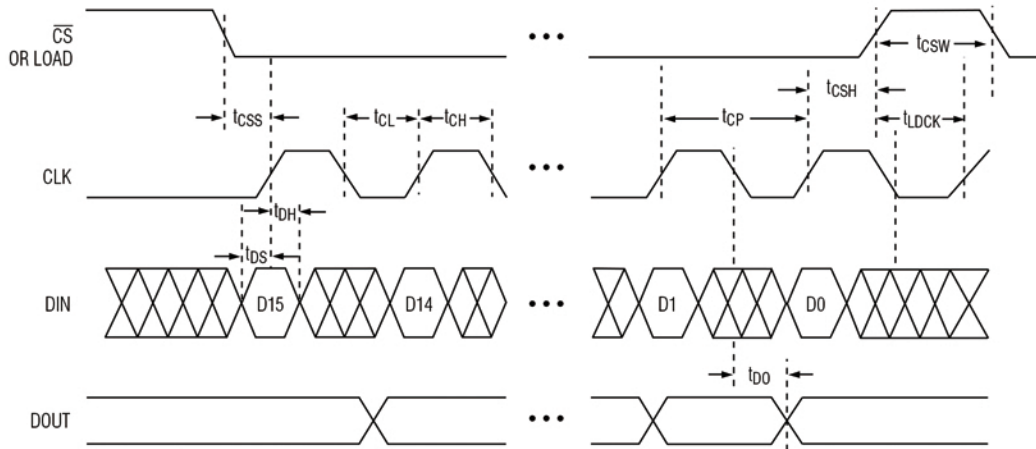 CS
OR LOAD
tCSW
tCSH
tCSS
tCL
tCH
tCP
tLDCK
CLK
tDH
tDS
DIN
D15
D14
D1
D0
tDO
DOUT